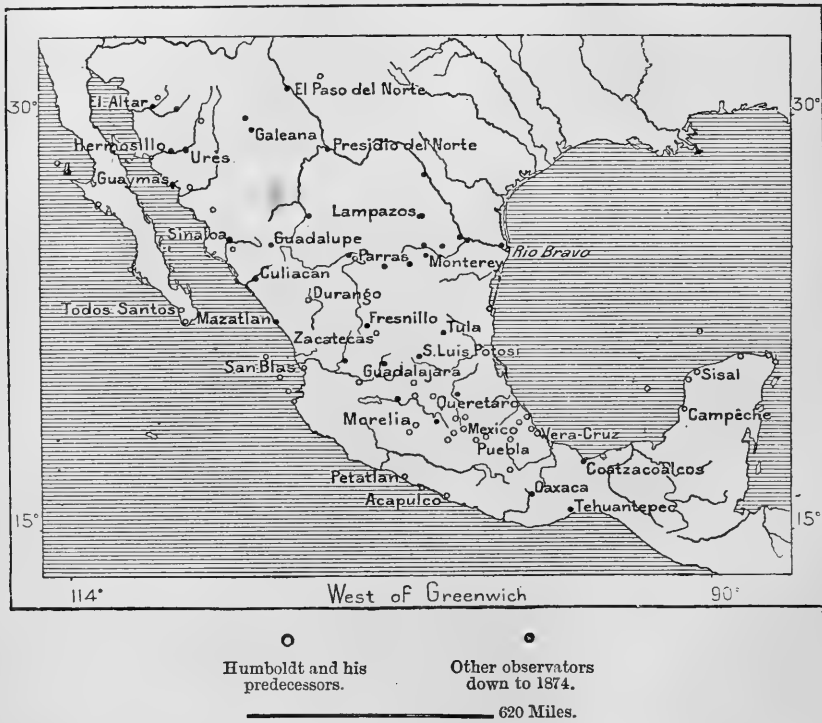 El Paso del Norte
30° 30°
El Altar
Galeana
Hermosillo
Presidio del Norte
Ures
Guaymas
Lampazos
Sinaloa
Guadalupe
Rio Bravo
Parras
Monterey
Culiacan
Durango
Todos Santos
Mazatlan
Fresnillo
Tula
Zacatecas
S. Luis Potosi
San Blas
Guadalajara
Sisal
Queretaro
Campêche
Morelia
Mexico
Vera-Cruz
Puebla
Coatzacoalcos
Petatlan
Oaxaca
Acapulco
Tehuantepec
15° 15°
114° West of Greenwich 90°
Humboldt and his
predecessors.
Other observators
down to 1874.
620 Miles.